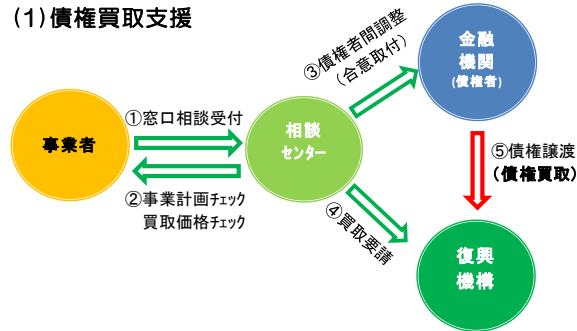 (1)債権買取支援
事業者
①窓口相談受付
②事業計画チェック
買取価格チェック
相談
センター
③債権者間調整
(合意取付)
金融
機関
(債権者)
④買取要請
⑤債権譲渡
(債権買取)
復興
機構